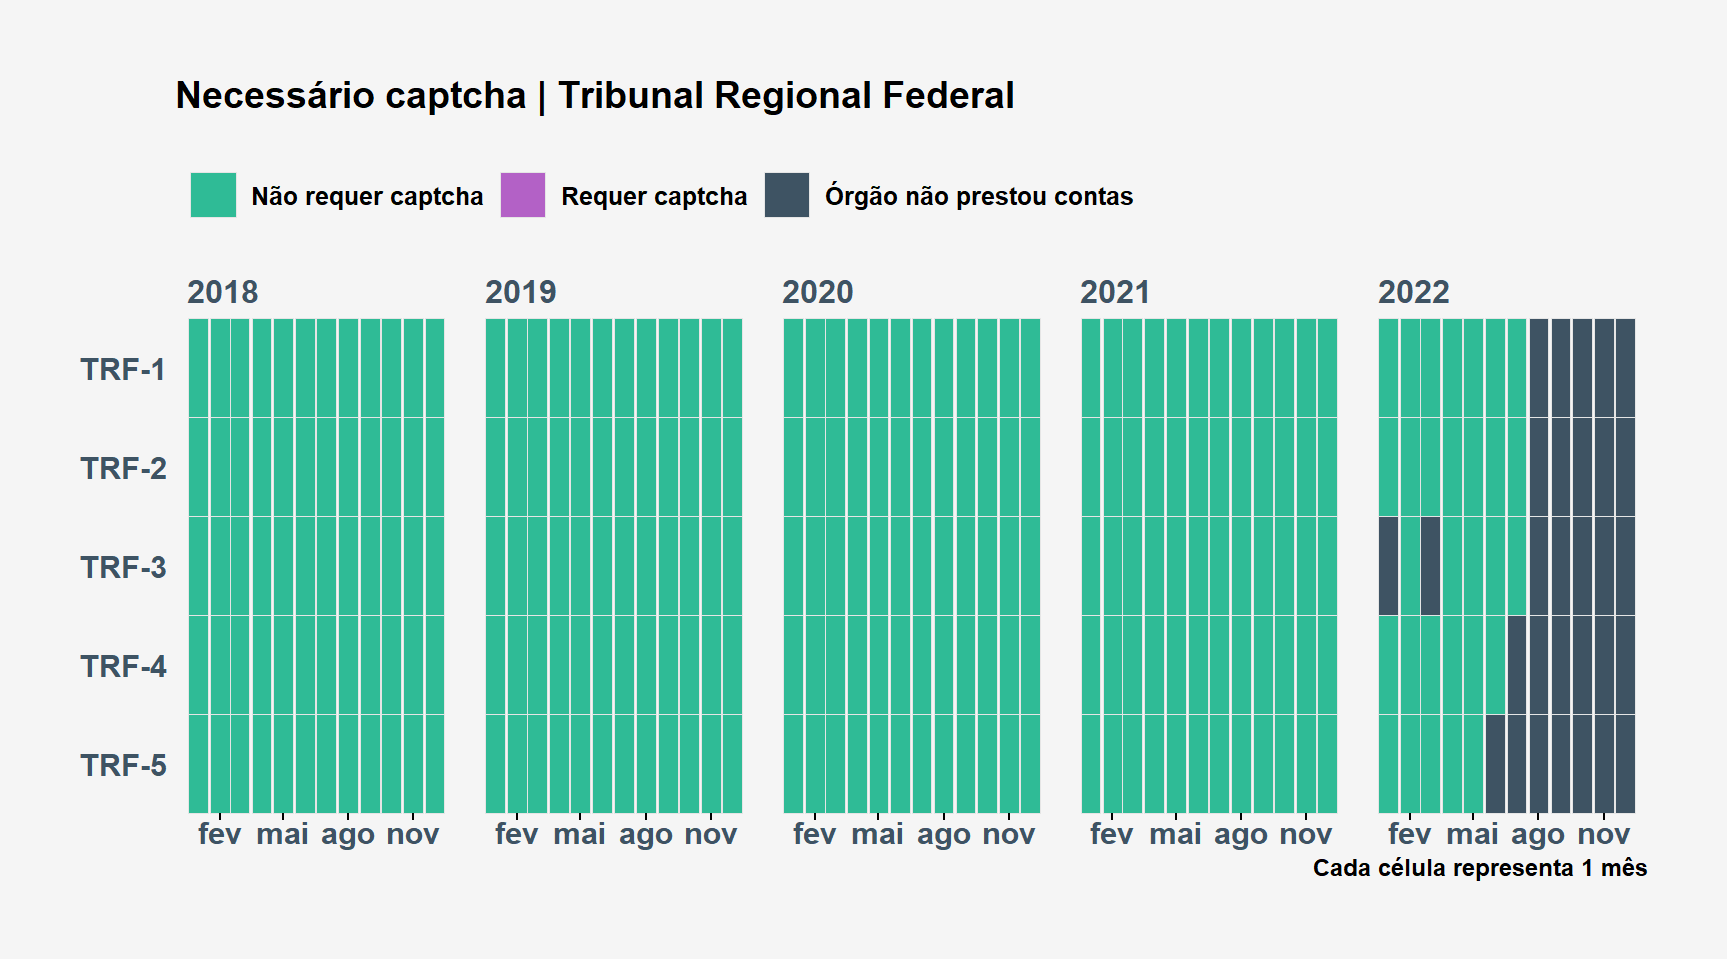 Necessário captcha | Tribunal Regional Federal
Não requer captcha Requer captcha Órgão não prestou contas
2018 2019 2020 2021 2022
TRF-1
TRF-2
TRF-3
TRF-4
TRF-5
fev mai ago nov fev mai ago nov fev mai ago nov fev mai ago nov fev mai ago nov
Cada célula representa 1 mês